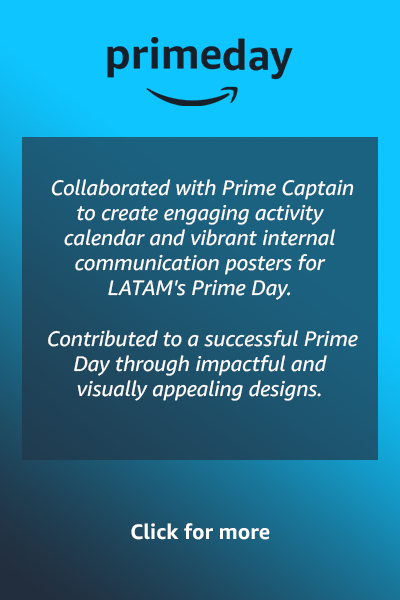 primeday
Collaborated with Prime Captain
to create engaging activity
calendar and vibrant internal
communication posters for
LATAM's Prime Day.
Contributed to a successful Prime
Day through impactful and
visually appealing designs.
Click for more